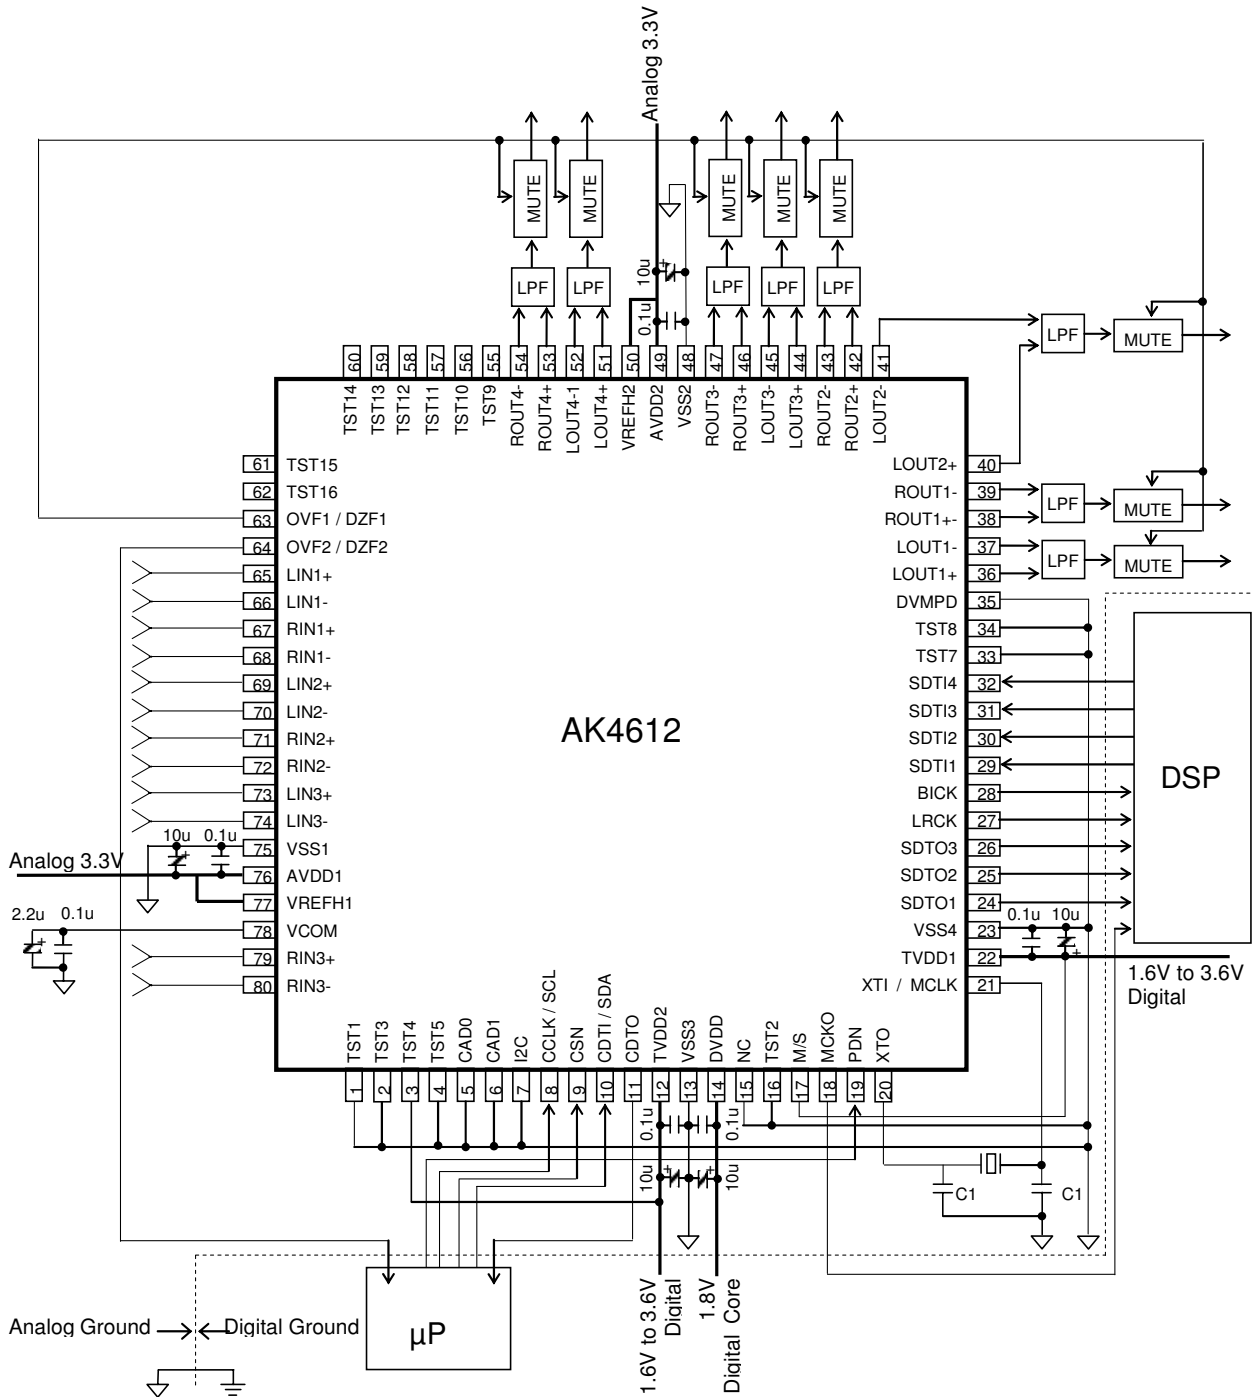 Analog 3.3V
MUTE
MUTE
MUTE
MUTE
MUTE
LPF
LPF
LPF
LPF
LPF
10u
0.1u
LPF
MUTE
60
59
58
57
56
55
54
53
52
51
50
49
48
47
46
45
44
43
42
41
TST14
TST13
TST12
TST11
TST10
TST9
ROUT4-
ROUT4+
LOUT4-1
LOUT4+
VREFH2
AVDD2
VSS2
ROUT3-
ROUT3+
LOUT3-
LOUT3+
ROUT2-
ROUT2+
LOUT2-
61 TST15
62 TST16
63 OVF1 / DZF1
64 OVF2 / DZF2
65 LIN1+
66 LIN1-
67 RIN1+
68 RIN1-
69 LIN2+
70 LIN2-
71 RIN2+
72 RIN2-
73 LIN3+
74 LIN3-
10u 0.1u
75 VSS1
Analog 3.3V
76 AVDD1
77 VREFH1
2.2u 0.1u
78 VCOM
79 RIN3+
80 RIN3-
AK4612
LOUT2+ 40
ROUT1- 39
LPF
MUTE
ROUT1+- 38
LOUT1- 37
LPF
MUTE
LOUT1+ 36
DVMPD 35
TST8 34
TST7 33
SDTI4 32
SDTI3 31
SDTI2 30
SDTI1 29
BICK 28
LRCK 27
SDTO3 26
SDTO2 25
SDTO1 24
DSP
0.1u 10u
VSS4 23
TVDD1 22
1.6V to 3.6V
Digital
XTI / MCLK 21
TST1
TST3
TST4
TST5
CAD0
CAD1
I2C
CCLK / SCL
CSN
CDTI / SDA
CDTO
TVDD2
VSS3
DVDD
NC
TST2
M/S
MCKO
PDN
XTO
1
2
3
4
5
6
7
8
9
10
11
12
13
14
15
16
17
18
19
20
0.1u
0.1u
10u
10u
C1
C1
µP
1.6V to 3.6V
Digital
1.8V
Digital Core
Analog Ground
Digital Ground